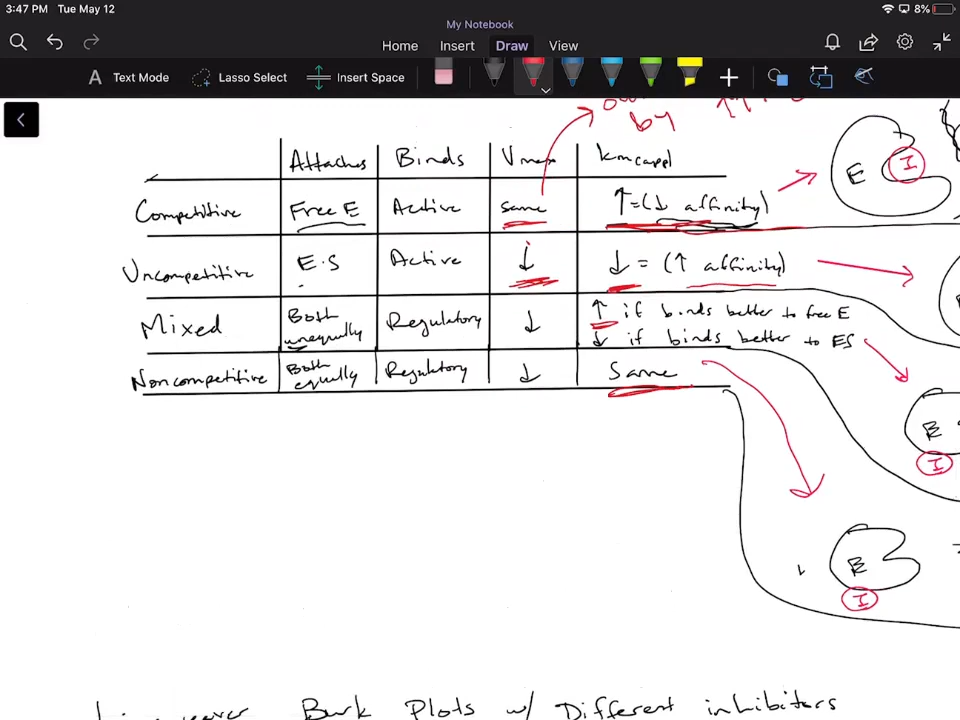 3:47 PM Tue May 12
8%
My Notebook
Home Insert Draw View
Text Mode Lasso Select Insert Space
by
Attaches Binds Vmax km(app)
Competitive Free E Active same ↑=(↓ affinity)
E I
Uncompetitive E·S Active ↓ ↓ = (↑ affinity)
Mixed Both unequally Regulatory ↓ ↑ if binds better to free E
↓ if binds better to ES
Noncompetitive Both equally Regulatory ↓ Same
E
I
E
I
Burk Plots w/ Different inhibitors